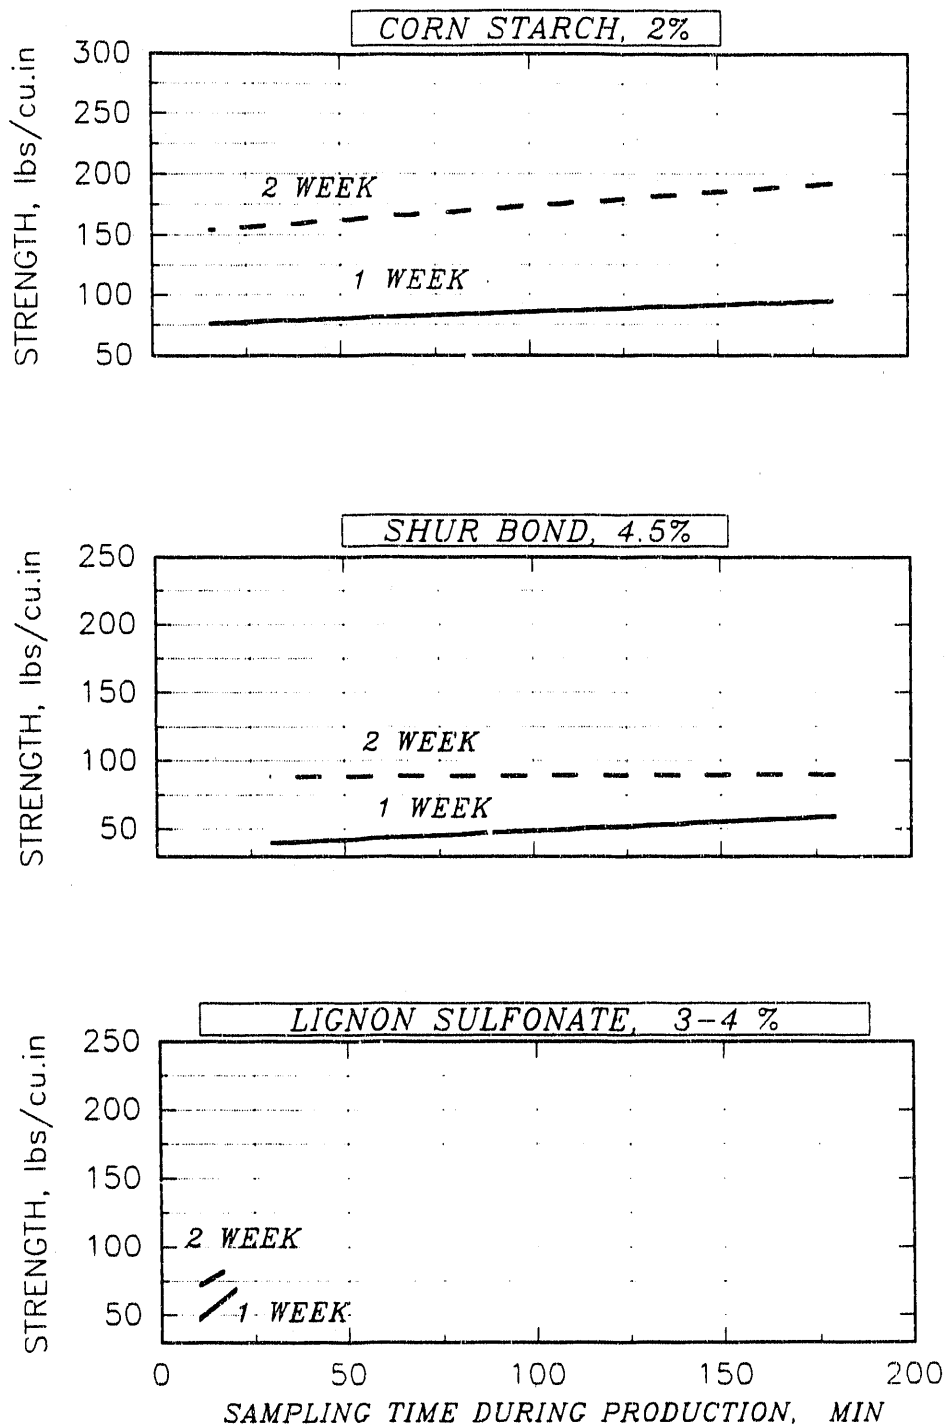 CORN STARCH, 2%
STRENGTH, lbs/cu.in
300
250
200
150
100
50
2 WEEK
1 WEEK
SHUR BOND, 4.5%
STRENGTH, lbs/cu.in
250
200
150
100
50
2 WEEK
1 WEEK
LIGNON SULFONATE, 3-4 %
STRENGTH, lbs/cu.in
250
200
150
100
50
2 WEEK
1 WEEK
0 50 100 150 200
SAMPLING TIME DURING PRODUCTION, MIN